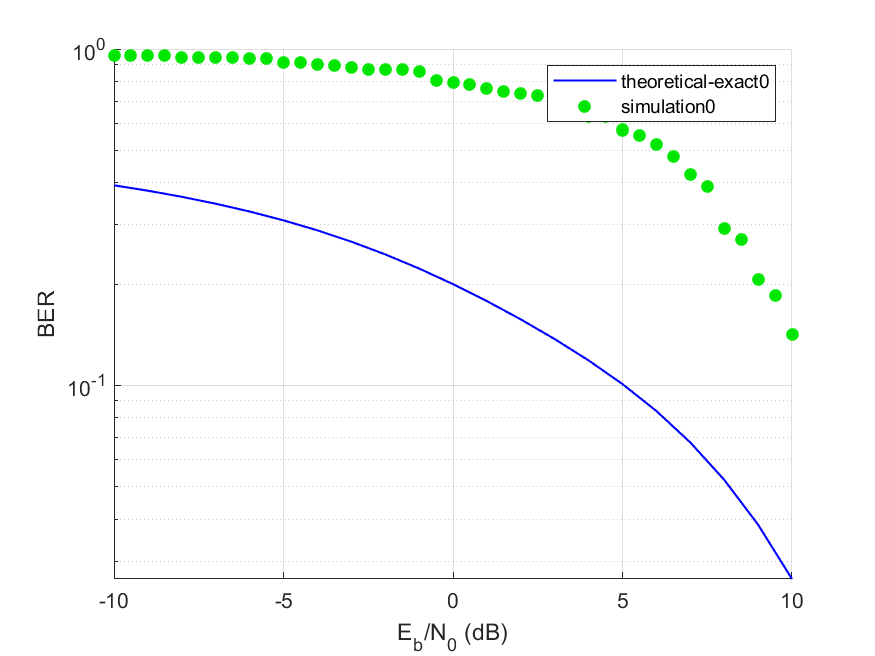 10^0
theoretical-exact0
simulation0
BER
10^-1
-10 -5 0 5 10
E_b/N_0 (dB)